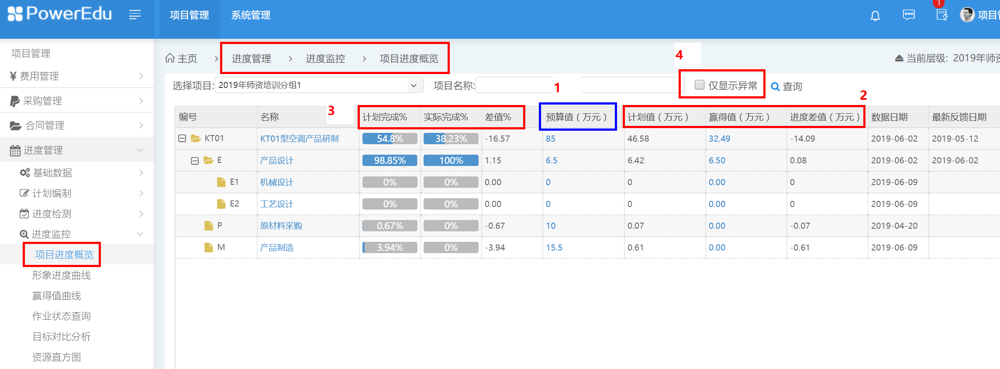 PowerEdu 项目管理 系统管理 1 项目
项目管理
¥ 费用管理
采购管理
合同管理
进度管理
基础数据
计划编制
进度检测
进度监控
项目进度概览
形象进度曲线
赢得值曲线
作业状态查询
目标对比分析
资源直方图
主页 > 进度管理 > 进度监控 > 项目进度概览 4 当前层级: 2019年师
选择项目: 2019年师资培训分组1 项目名称: 1 仅显示异常 查询 2
3
编号 名称 计划完成% 实际完成% 差值% 预算值（万元） 计划值（万元） 赢得值（万元） 进度差值（万元） 数据日期 最新反馈日期
KT01 KT01型空调产品研制 54.8% 38.23% -16.57 85 46.58 32.49 -14.09 2019-06-02 2019-05-12
E 产品设计 98.85% 100% 1.15 6.5 6.42 6.50 0.08 2019-06-02 2019-06-02
E1 机械设计 0% 0% 0.00 0 0 0.00 0 2019-06-09
E2 工艺设计 0% 0% 0.00 0 0 0.00 0 2019-06-09
P 原材料采购 0.67% 0% -0.67 10 0.07 0.00 -0.07 2019-04-20
M 产品制造 3.94% 0% -3.94 15.5 0.61 0.00 -0.61 2019-06-09